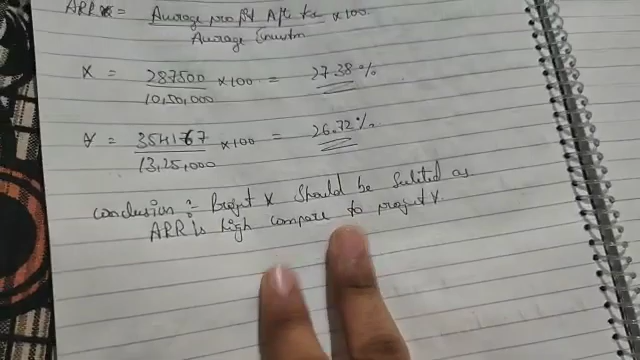 ARR = Average profit After tax × 100
Average Investm
X = 287500 × 100 = 27.38%
10,50,000
Y = 354167 × 100 = 26.72%
13,25,000
Conclusion :- Project X should be Selected as
ARR is high compare to project Y.